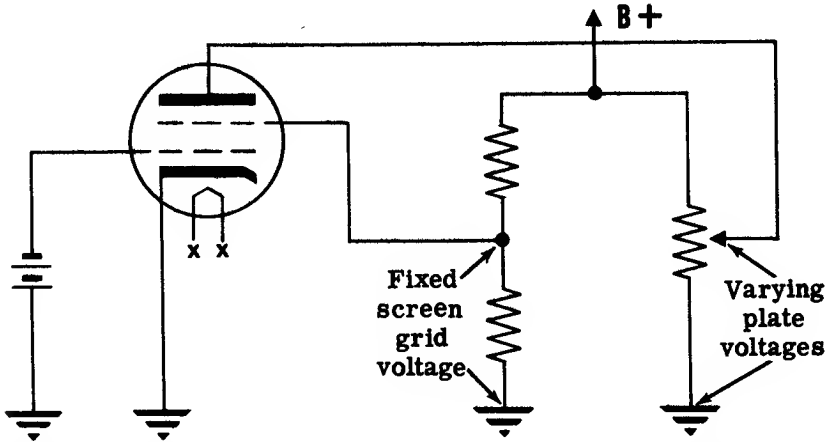 B+
x x
Fixed
screen
grid
voltage
Varying
plate
voltages